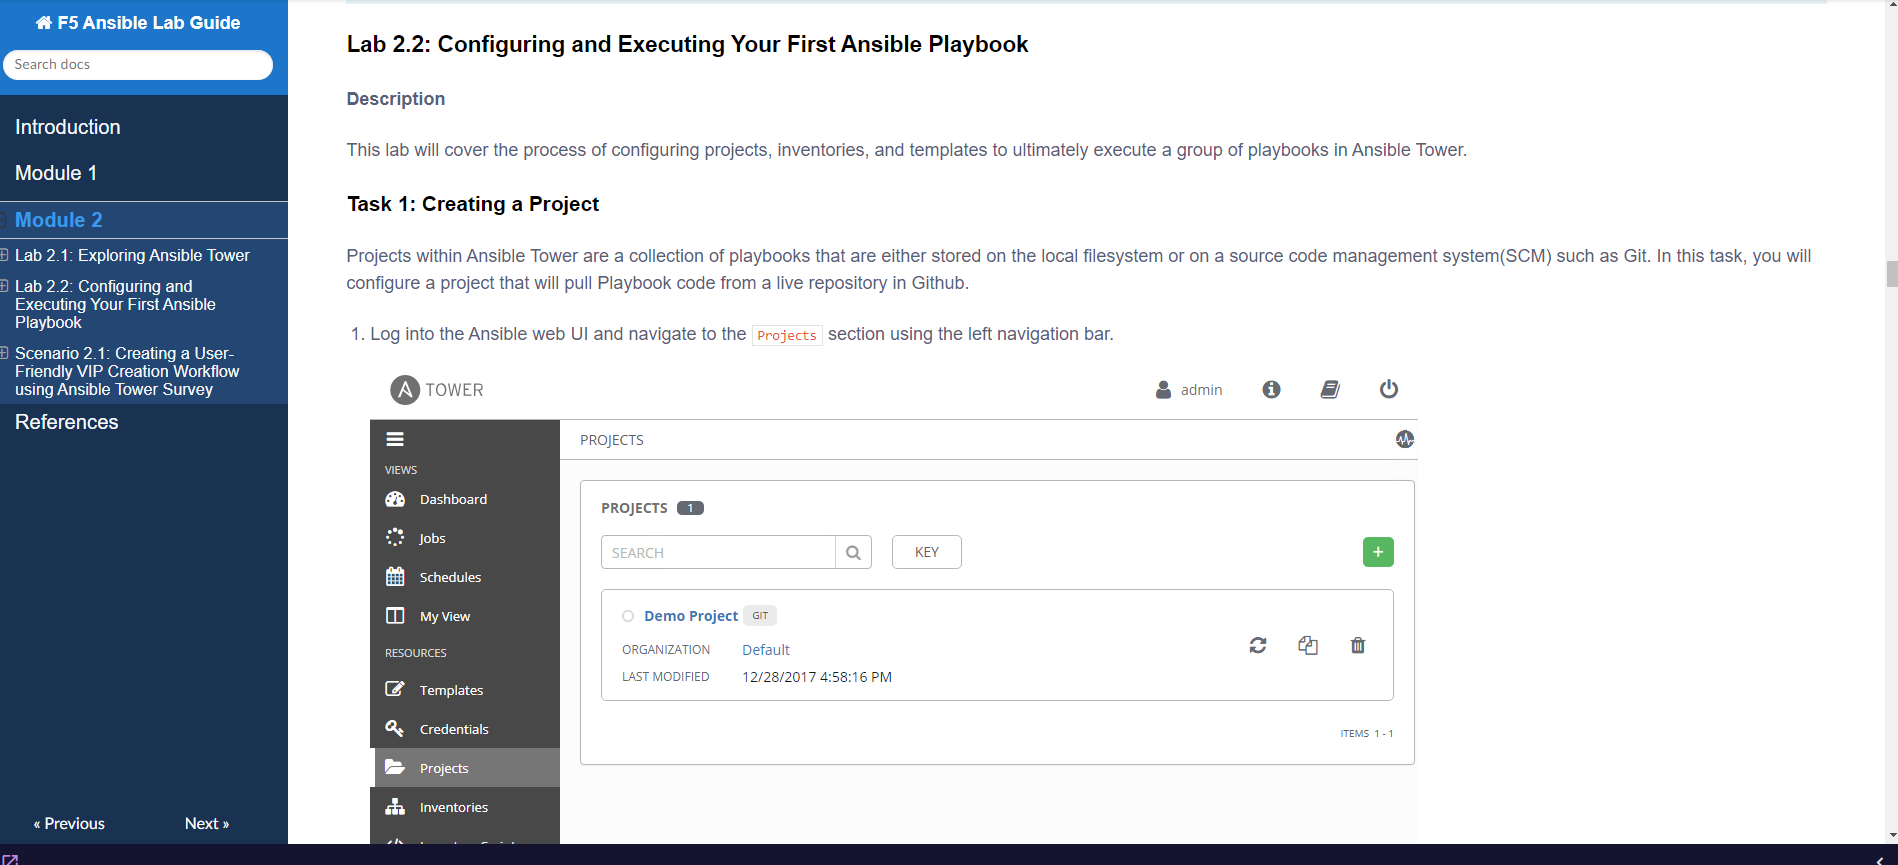 F5 Ansible Lab Guide
Search docs
Introduction
Module 1
Module 2
Lab 2.1: Exploring Ansible Tower
Lab 2.2: Configuring and
Executing Your First Ansible
Playbook
Scenario 2.1: Creating a User-
Friendly VIP Creation Workflow
using Ansible Tower Survey
References
« Previous
Next »
Lab 2.2: Configuring and Executing Your First Ansible Playbook
Description
This lab will cover the process of configuring projects, inventories, and templates to ultimately execute a group of playbooks in Ansible Tower.
Task 1: Creating a Project
Projects within Ansible Tower are a collection of playbooks that are either stored on the local filesystem or on a source code management system(SCM) such as Git. In this task, you will
configure a project that will pull Playbook code from a live repository in Github.
1. Log into the Ansible web UI and navigate to the Projects section using the left navigation bar.
A TOWER
admin
VIEWS
Dashboard
Jobs
Schedules
My View
RESOURCES
Templates
Credentials
Projects
Inventories
PROJECTS
PROJECTS 1
SEARCH
KEY
+
Demo Project GIT
ORGANIZATION Default
LAST MODIFIED 12/28/2017 4:58:16 PM
ITEMS 1 - 1